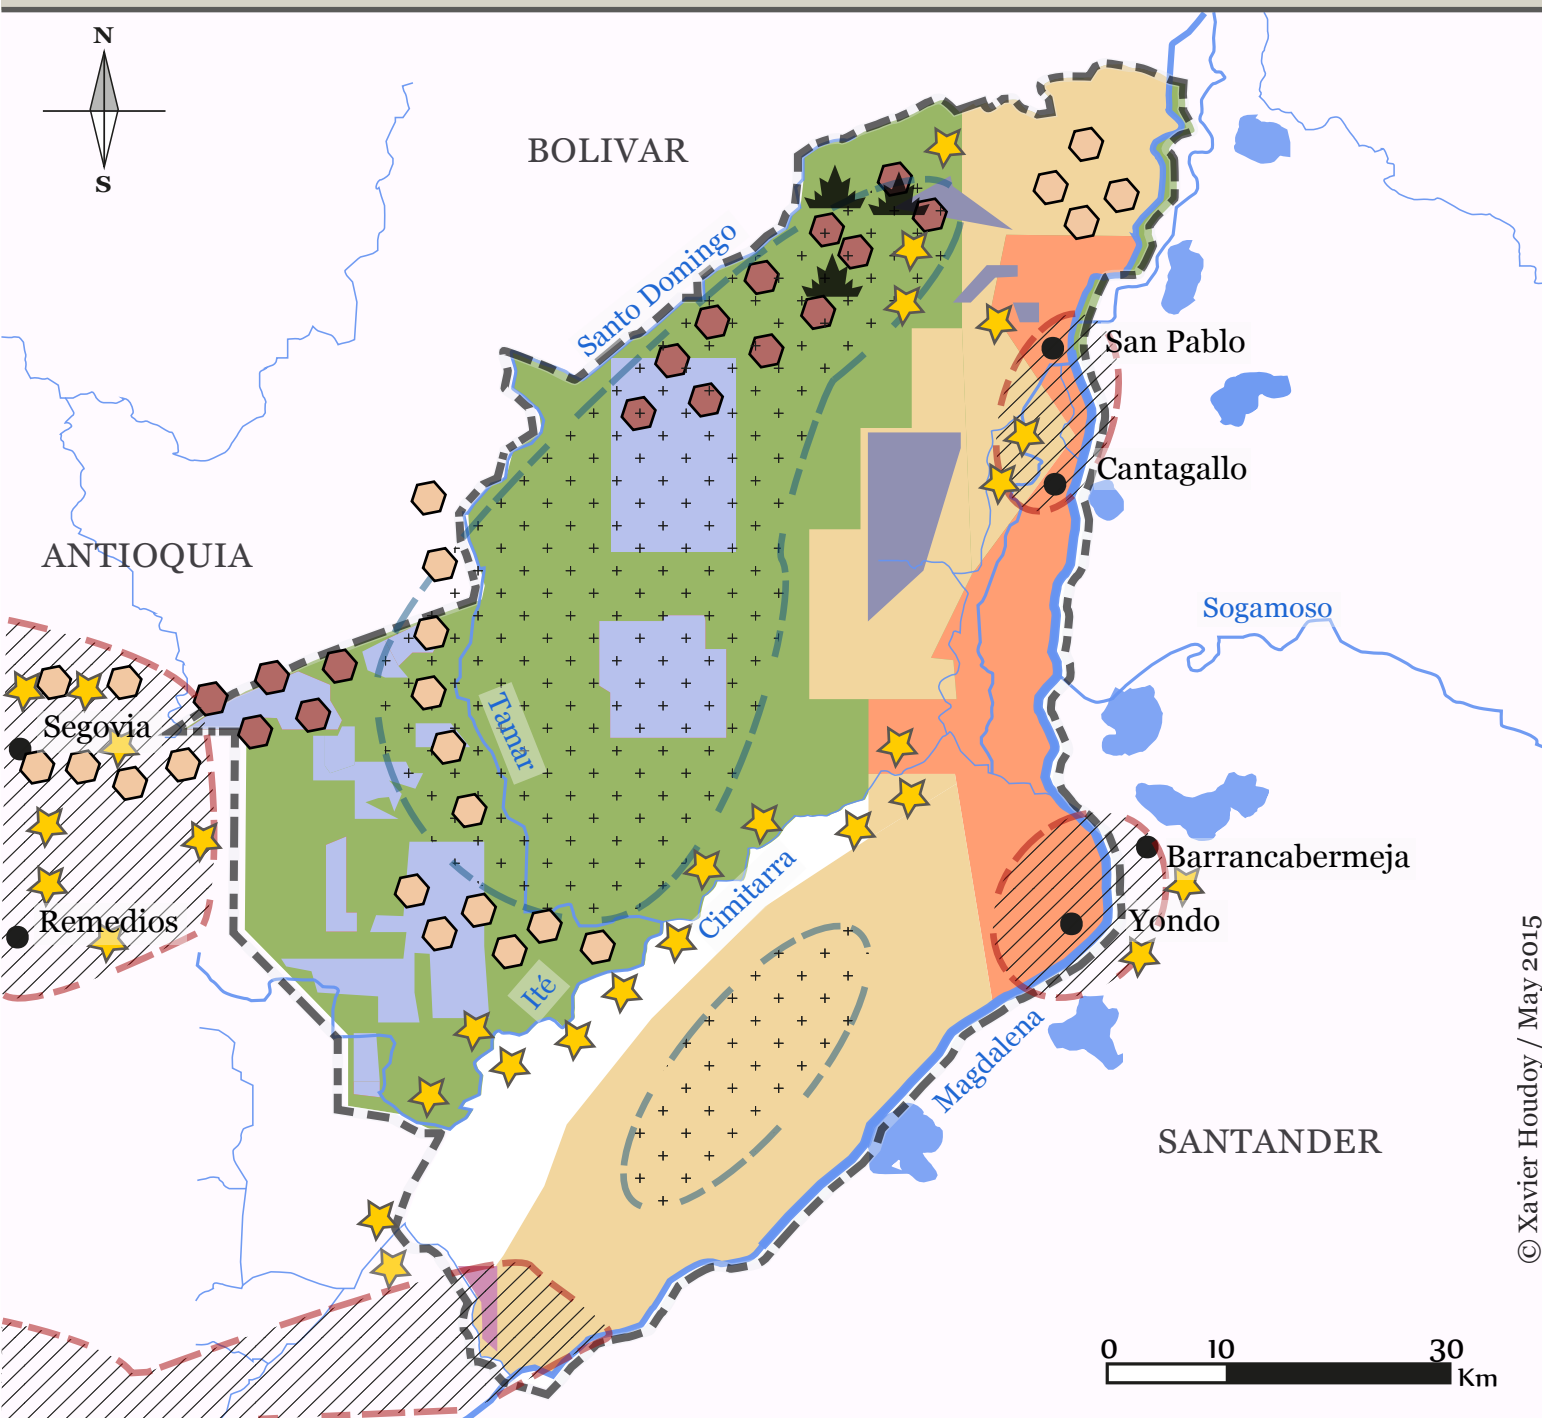 N
S
BOLIVAR
Santo Domingo
San Pablo
Cantagallo
ANTIOQUIA
Sogamoso
Tamar
Segovia
Barrancabermeja
Remedios
Yondo
Cimitarra
Ité
Magdalena
SANTANDER
© Xavier Houdoy / May 2015
0 10 30
Km